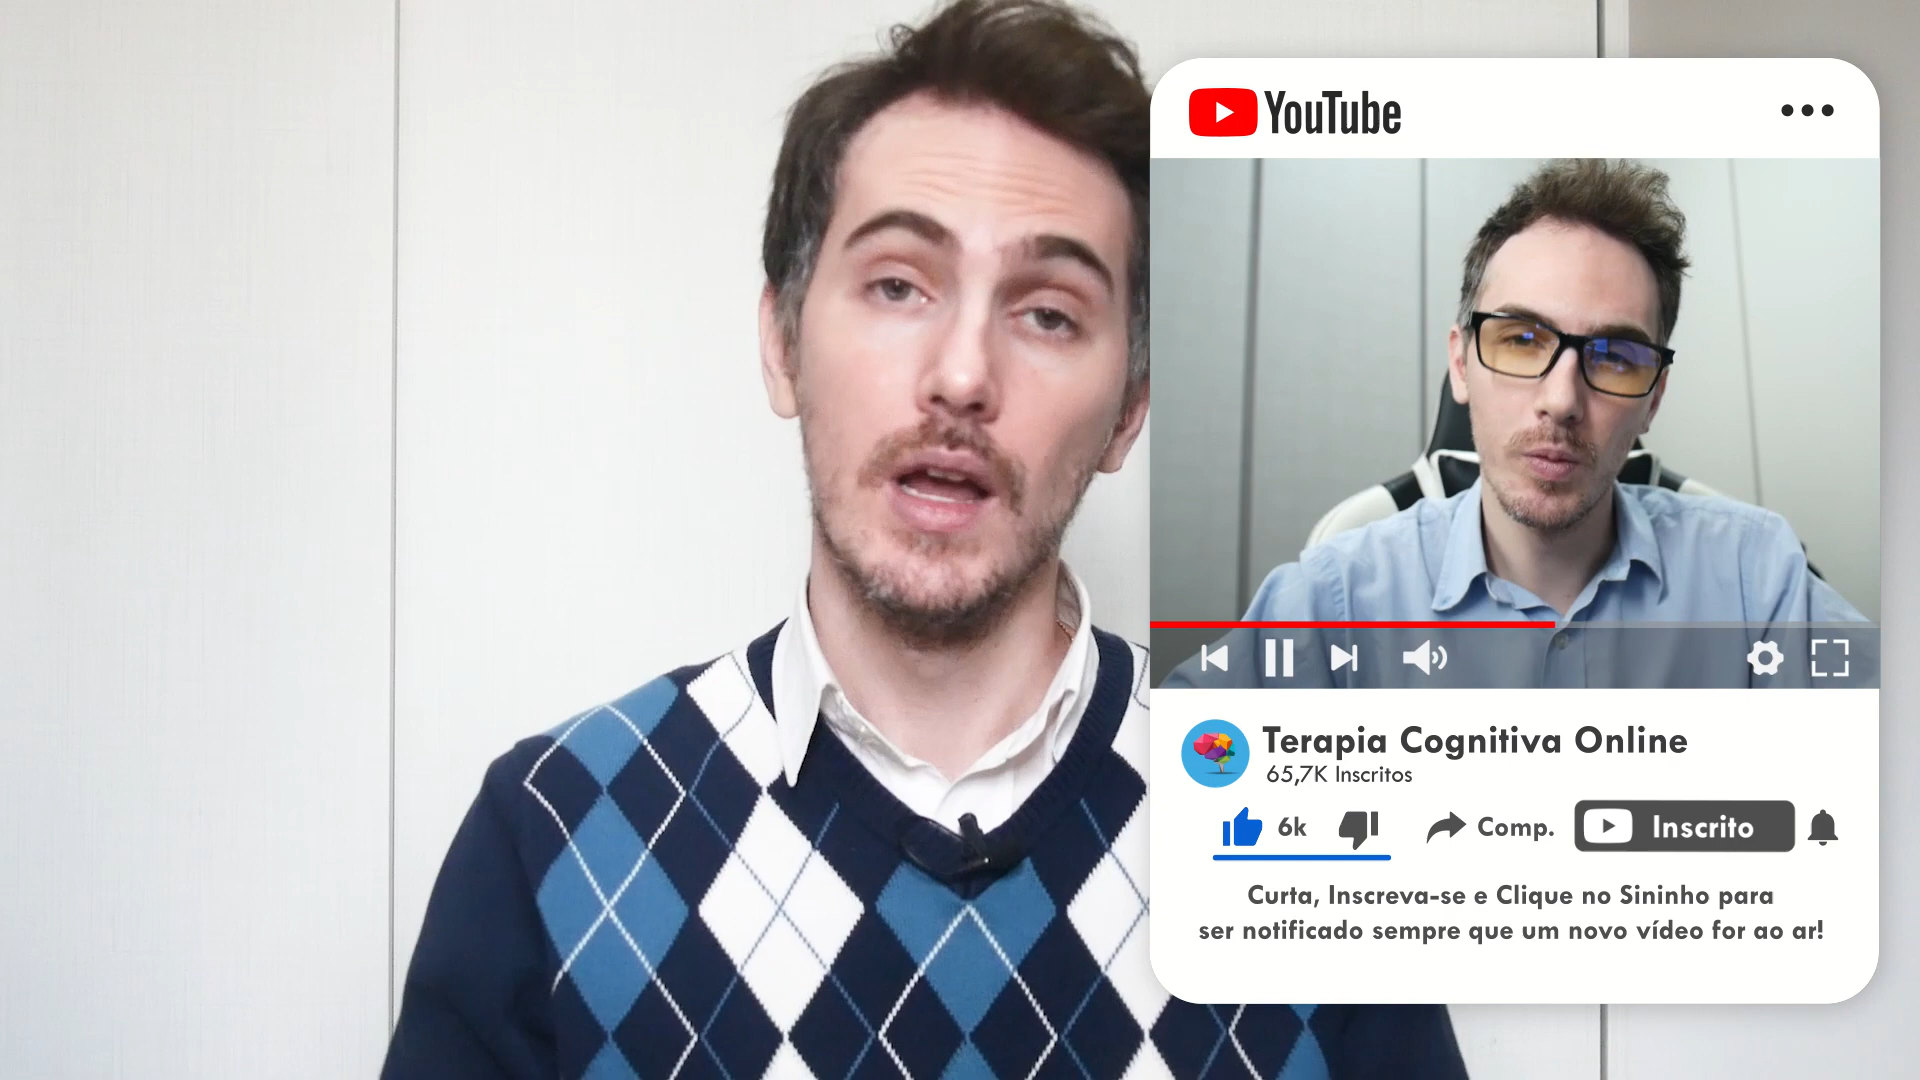 YouTube
Terapia Cognitiva Online
65,7K Inscritos
6k
Comp.
Inscrito
Curta, Inscreva-se e Clique no Sininho para
ser notificado sempre que um novo vídeo for ao ar!